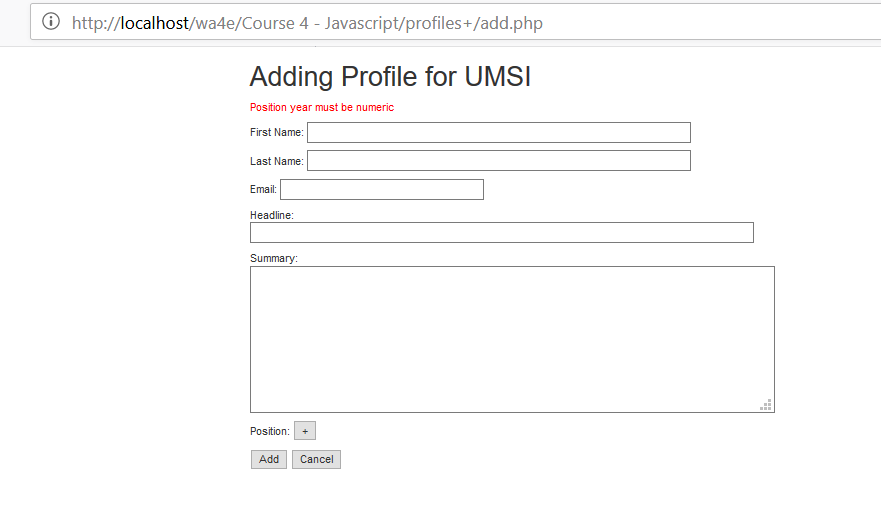 http://localhost/wa4e/Course 4 - Javascript/profiles+/add.php
Adding Profile for UMSI
Position year must be numeric
First Name:
Last Name:
Email:
Headline:
Summary:
Position: +
Add Cancel